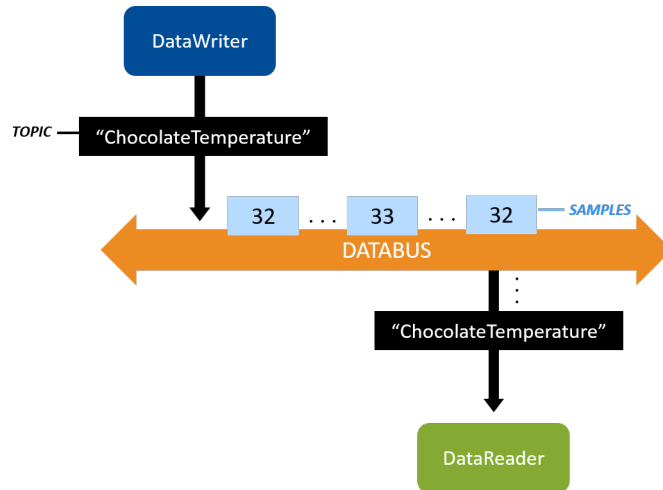 DataWriter
TOPIC
“ChocolateTemperature”
32 . . . 33 . . . 32
SAMPLES
DATABUS
“ChocolateTemperature”
DataReader